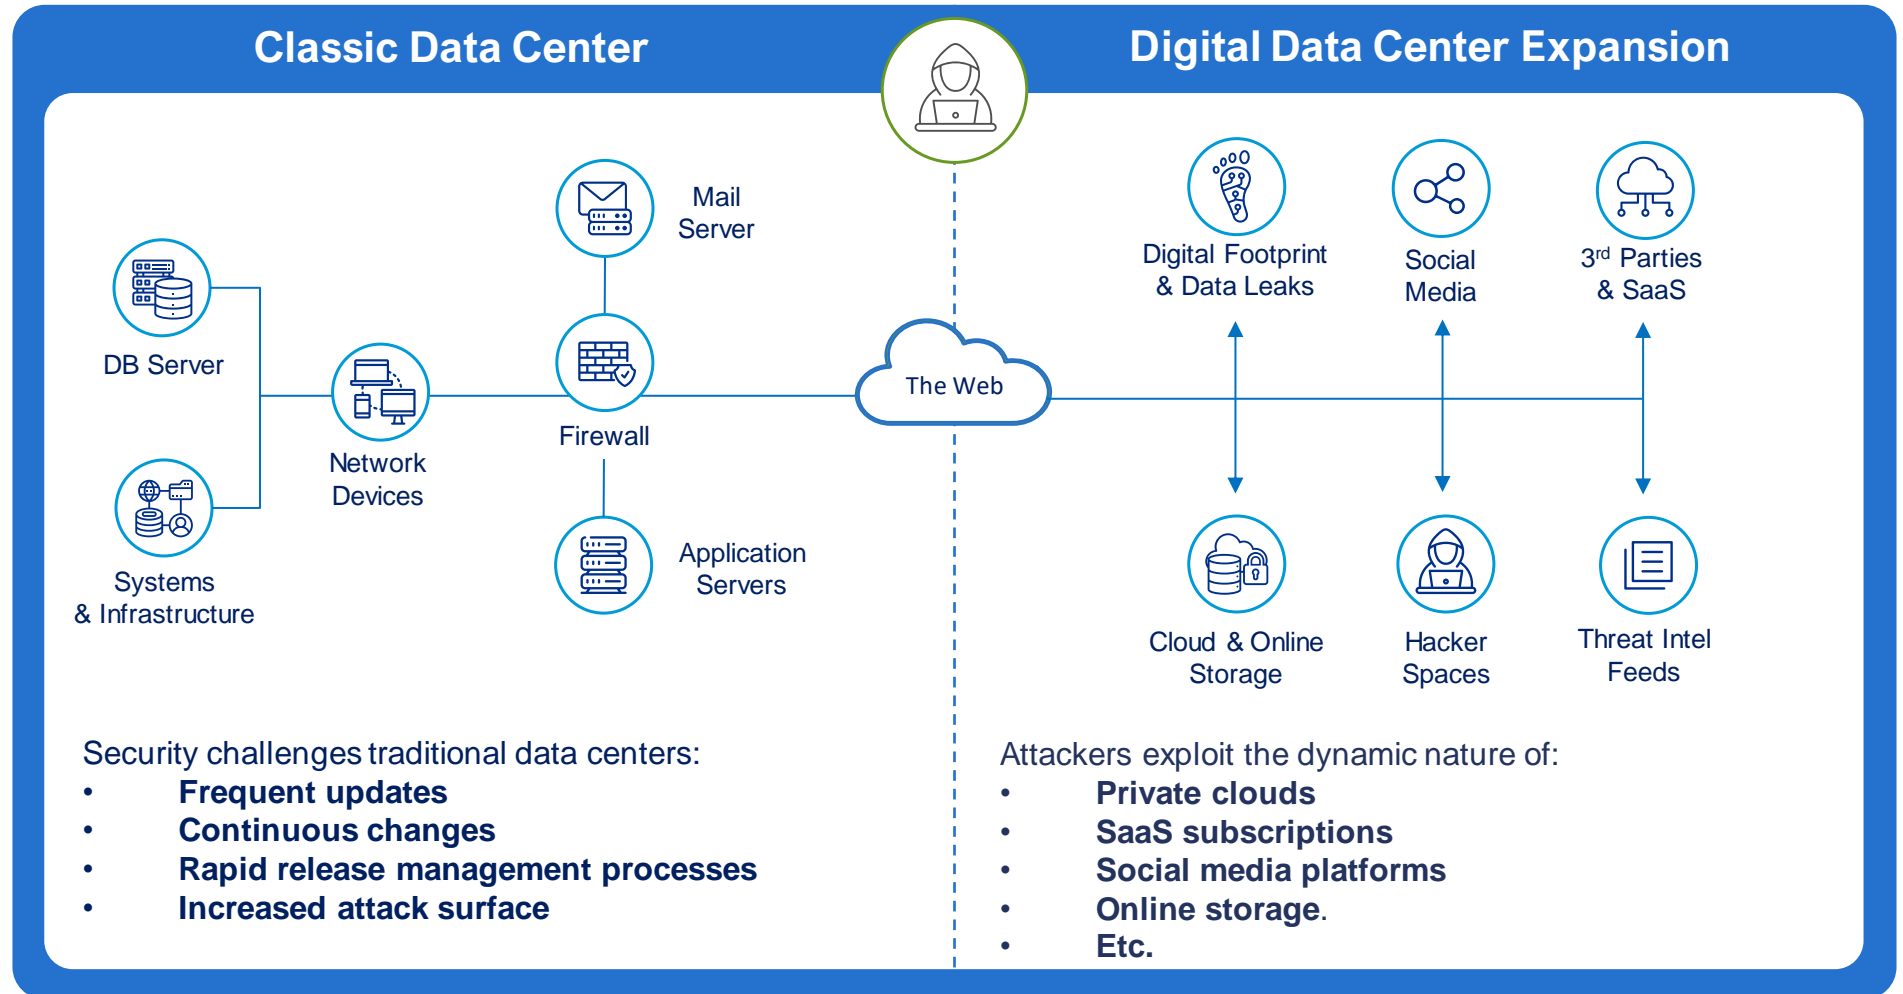 Classic Data Center
Digital Data Center Expansion
Mail
Server
DB Server
Network
Devices
Firewall
Systems
& Infrastructure
Application
Servers
The Web
Digital Footprint
& Data Leaks
Social
Media
3rd Parties
& SaaS
Cloud & Online
Storage
Hacker
Spaces
Threat Intel
Feeds
Security challenges traditional data centers:
• Frequent updates
• Continuous changes
• Rapid release management processes
• Increased attack surface
Attackers exploit the dynamic nature of:
• Private clouds
• SaaS subscriptions
• Social media platforms
• Online storage.
• Etc.